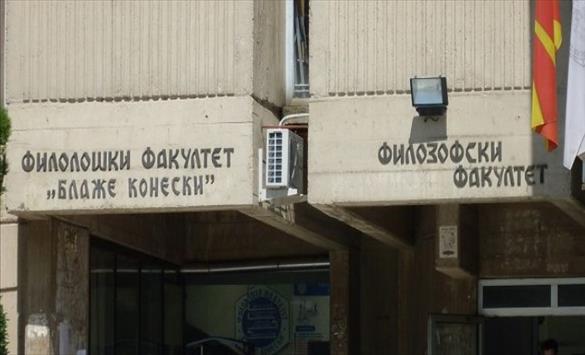 ФИЛОЛОШКИ ФАКУЛТЕТ
„БЛАЖЕ КОНЕСКИ”
ФИЛОЗОФСКИ
ФАКУЛТЕТ